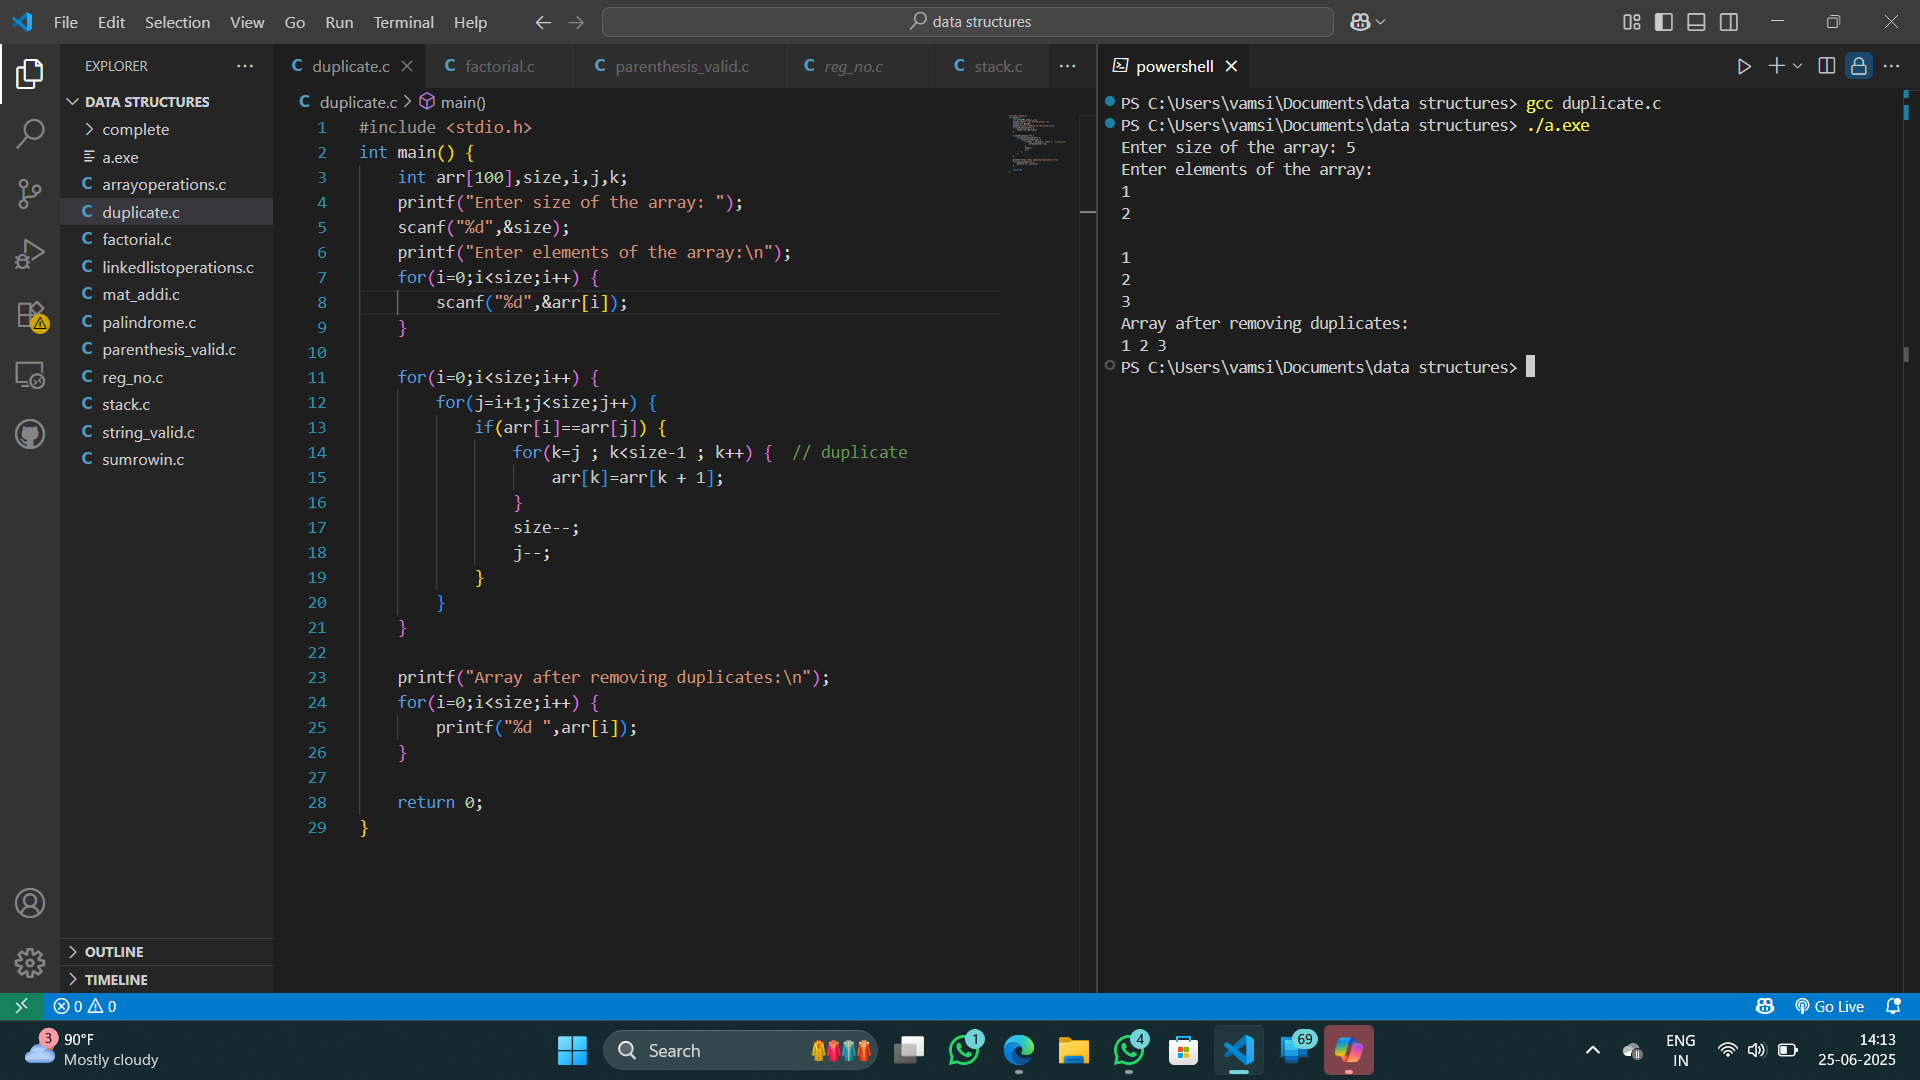 File Edit Selection View Go Run Terminal Help
data structures
EXPLORER
DATA STRUCTURES
complete
a.exe
C arrayoperations.c
C duplicate.c
C factorial.c
C linkedlistoperations.c
C mat_addi.c
C palindrome.c
C parenthesis_valid.c
C reg_no.c
C stack.c
C string_valid.c
C sumrowin.c
OUTLINE
TIMELINE
C duplicate.c C factorial.c C parenthesis_valid.c C reg_no.c C stack.c
C duplicate.c > main()
1 #include <stdio.h>
2 int main() {
3 int arr[100],size,i,j,k;
4 printf("Enter size of the array: ");
5 scanf("%d",&size);
6 printf("Enter elements of the array:\n");
7 for(i=0;i<size;i++) {
8 scanf("%d",&arr[i]);
9 }
10
11 for(i=0;i<size;i++) {
12 for(j=i+1;j<size;j++) {
13 if(arr[i]==arr[j]) {
14 for(k=j ; k<size-1 ; k++) { // duplicate
15 arr[k]=arr[k + 1];
16 }
17 size--;
18 j--;
19 }
20 }
21 }
22
23 printf("Array after removing duplicates:\n");
24 for(i=0;i<size;i++) {
25 printf("%d ",arr[i]);
26 }
27
28 return 0;
29 }
powershell
PS C:\Users\vamsi\Documents\data structures> gcc duplicate.c
PS C:\Users\vamsi\Documents\data structures> ./a.exe
Enter size of the array: 5
Enter elements of the array:
1
2
1
2
3
Array after removing duplicates:
1 2 3
PS C:\Users\vamsi\Documents\data structures>
0 0
Go Live
3
90°F
Mostly cloudy
Search
1
4
69
ENG
IN
14:13
25-06-2025